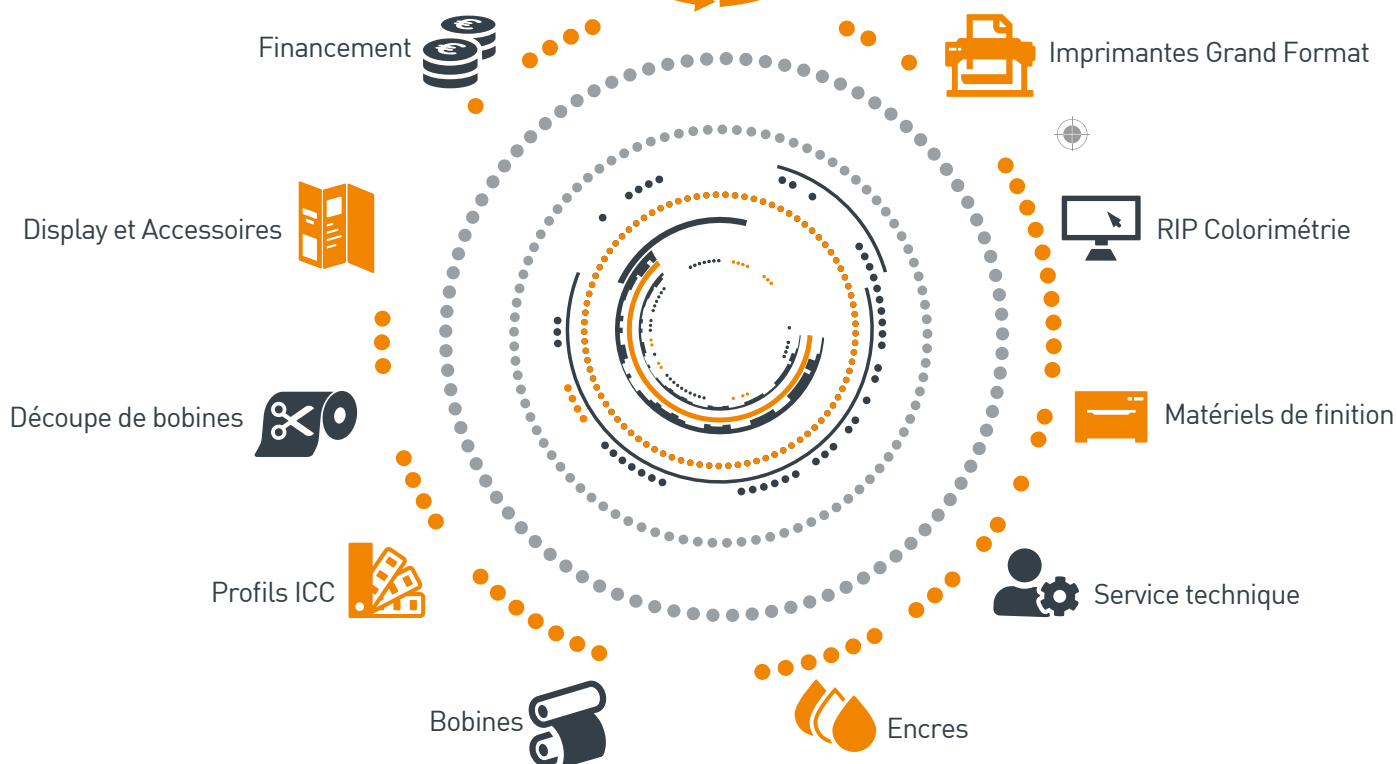 Financement
Imprimantes Grand Format
Display et Accessoires
RIP Colorimétrie
Découpe de bobines
Matériels de finition
Profils ICC
Service technique
Bobines
Encres